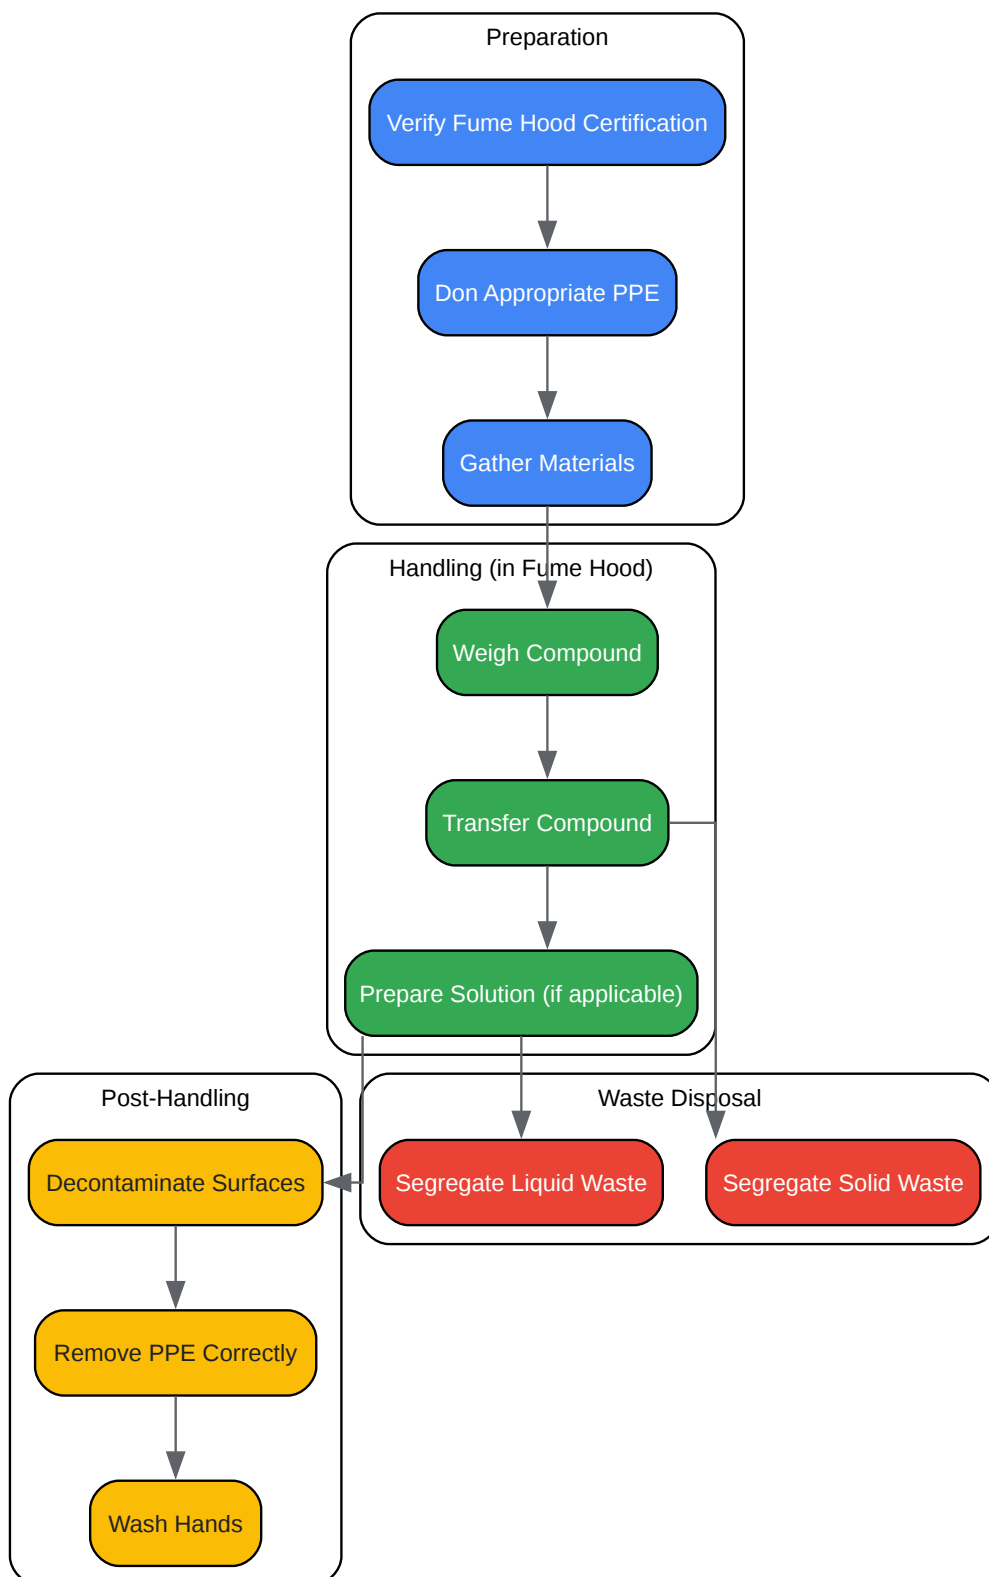 Preparation
Verify Fume Hood Certification
Don Appropriate PPE
Gather Materials
Handling (in Fume Hood)
Weigh Compound
Transfer Compound
Prepare Solution (if applicable)
Post-Handling
Decontaminate Surfaces
Remove PPE Correctly
Wash Hands
Waste Disposal
Segregate Liquid Waste
Segregate Solid Waste